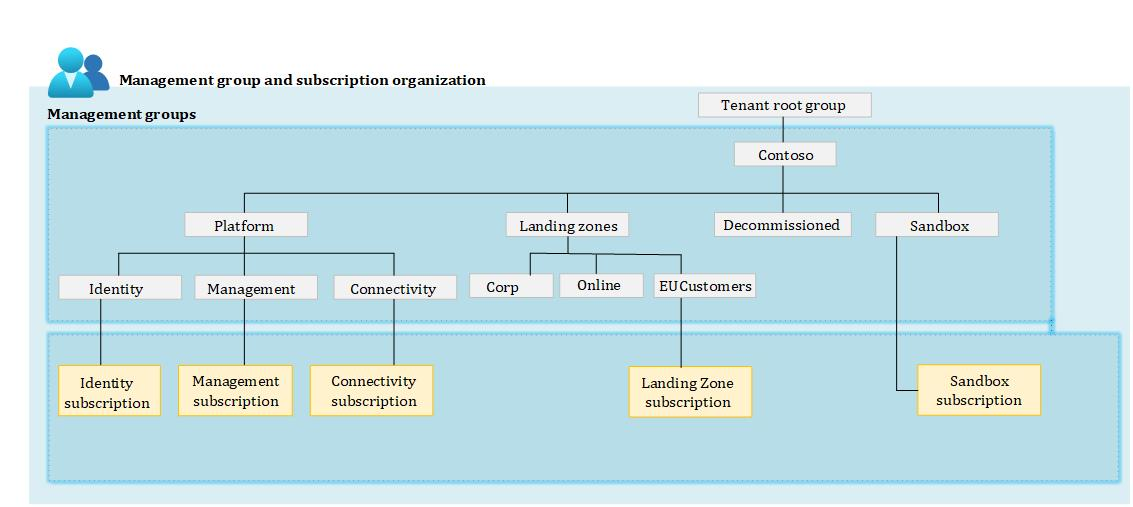 Management group and subscription organization
Management groups
Tenant root group
Contoso
Platform
Landing zones
Decommissioned
Sandbox
Identity
Management
Connectivity
Corp
Online
EUCustomers
Identity
subscription
Management
subscription
Connectivity
subscription
Landing Zone
subscription
Sandbox
subscription